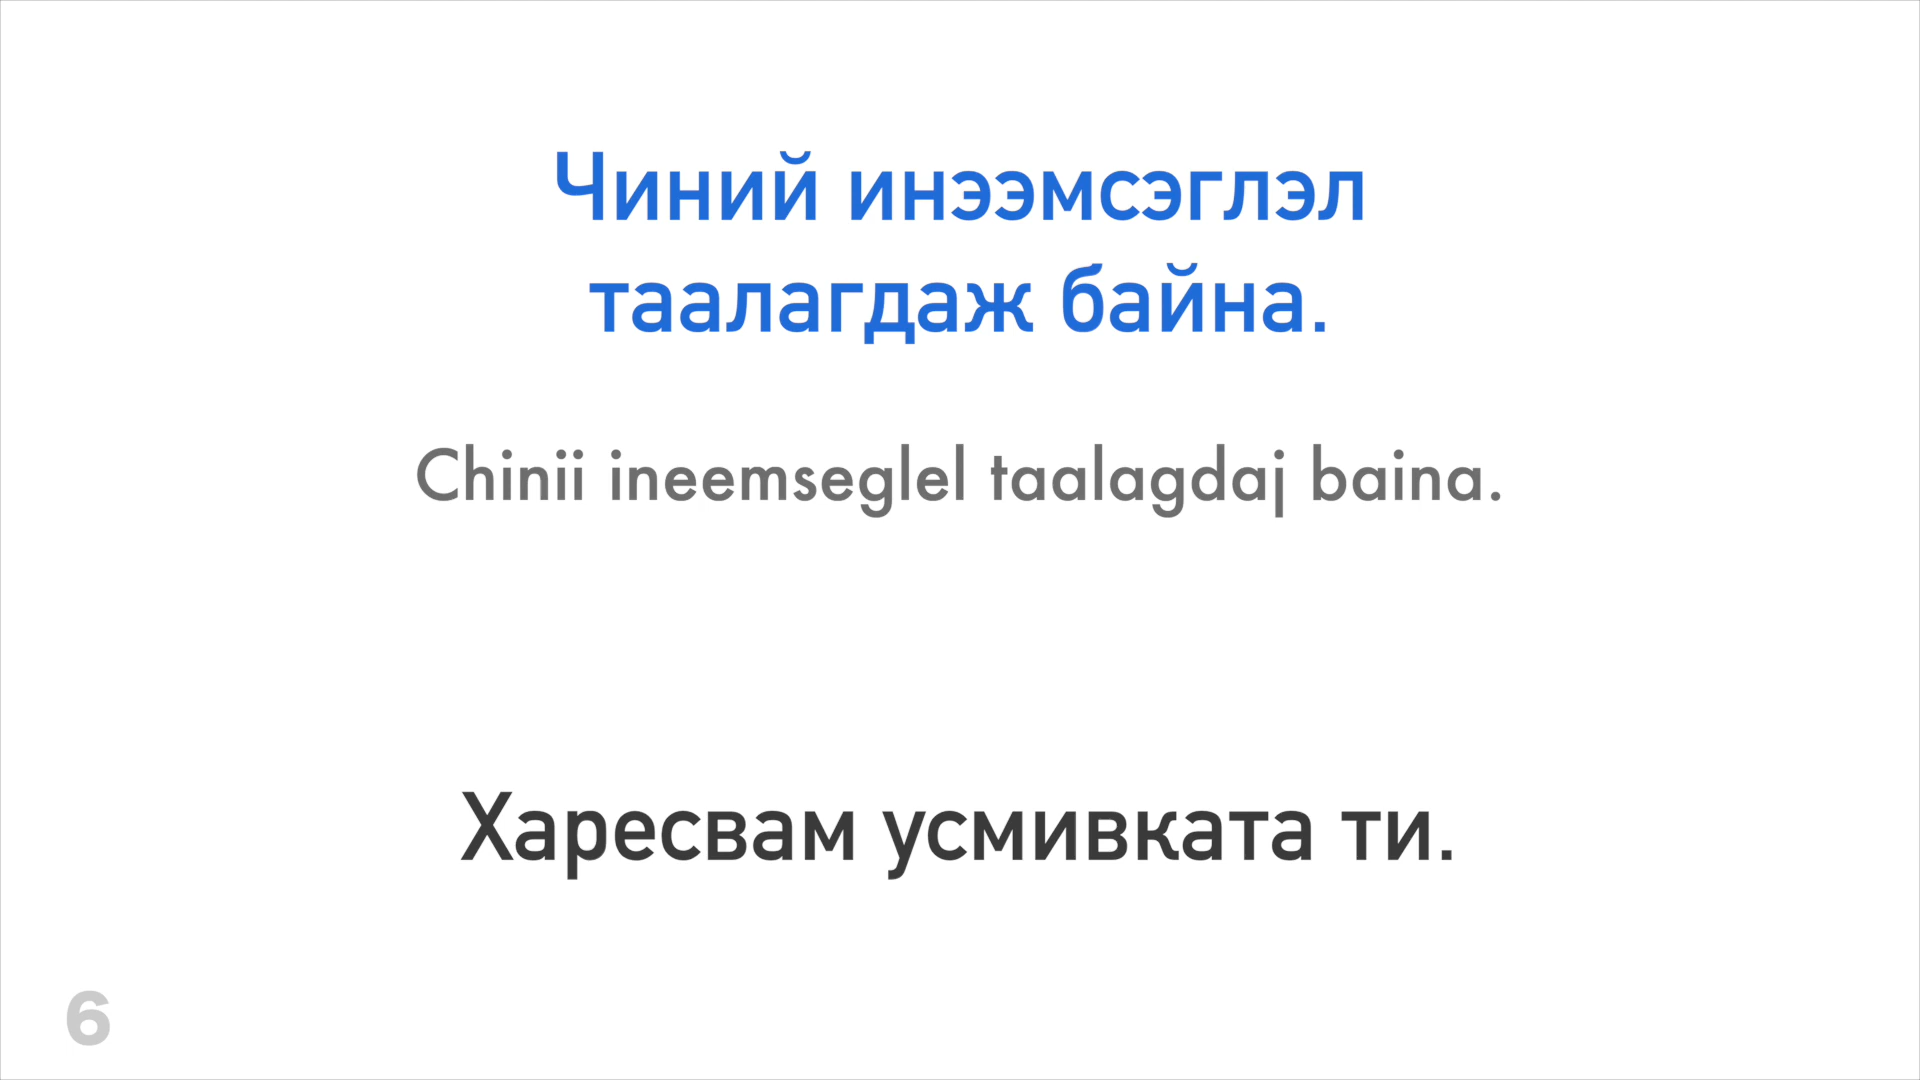 Чиний инээмсэглэл
таалагдаж байна.
Chinii ineemseglel taalagdaj baina.
Харесвам усмивката ти.
6